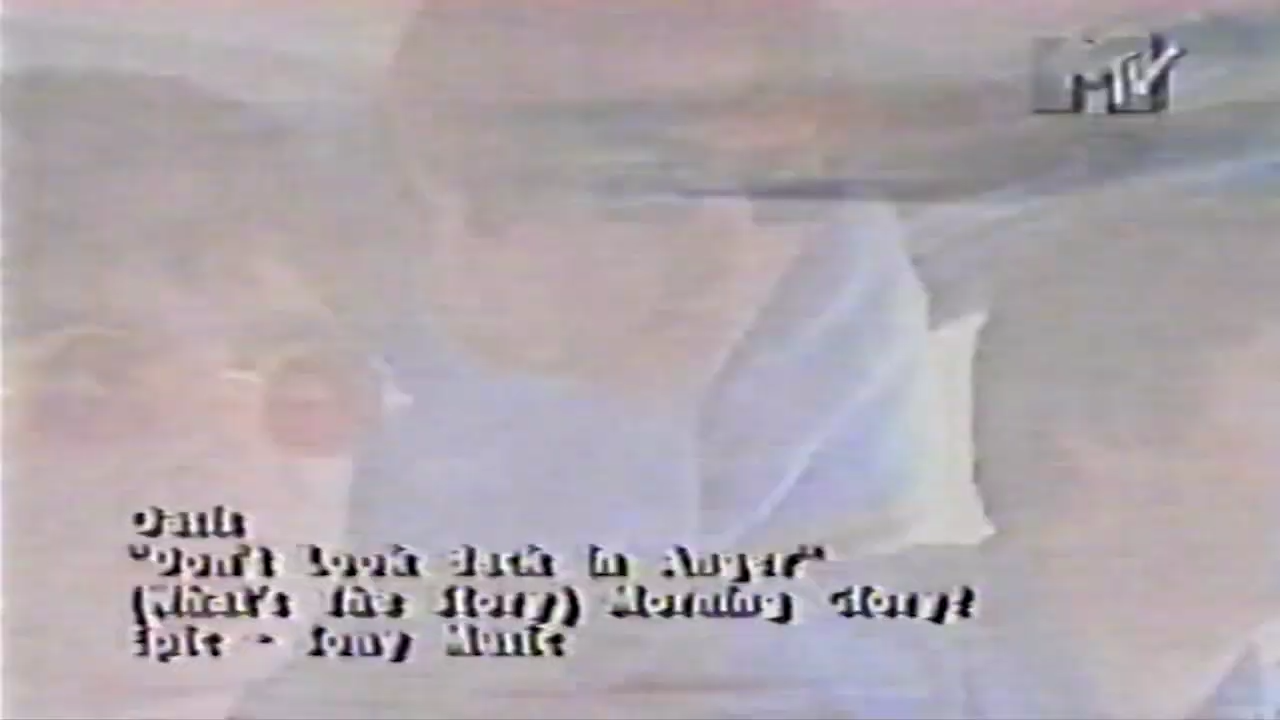 MTV
Oasis
"Don't Look Back in Anger"
(What's The Story) Morning Glory?
Epic - Sony Music